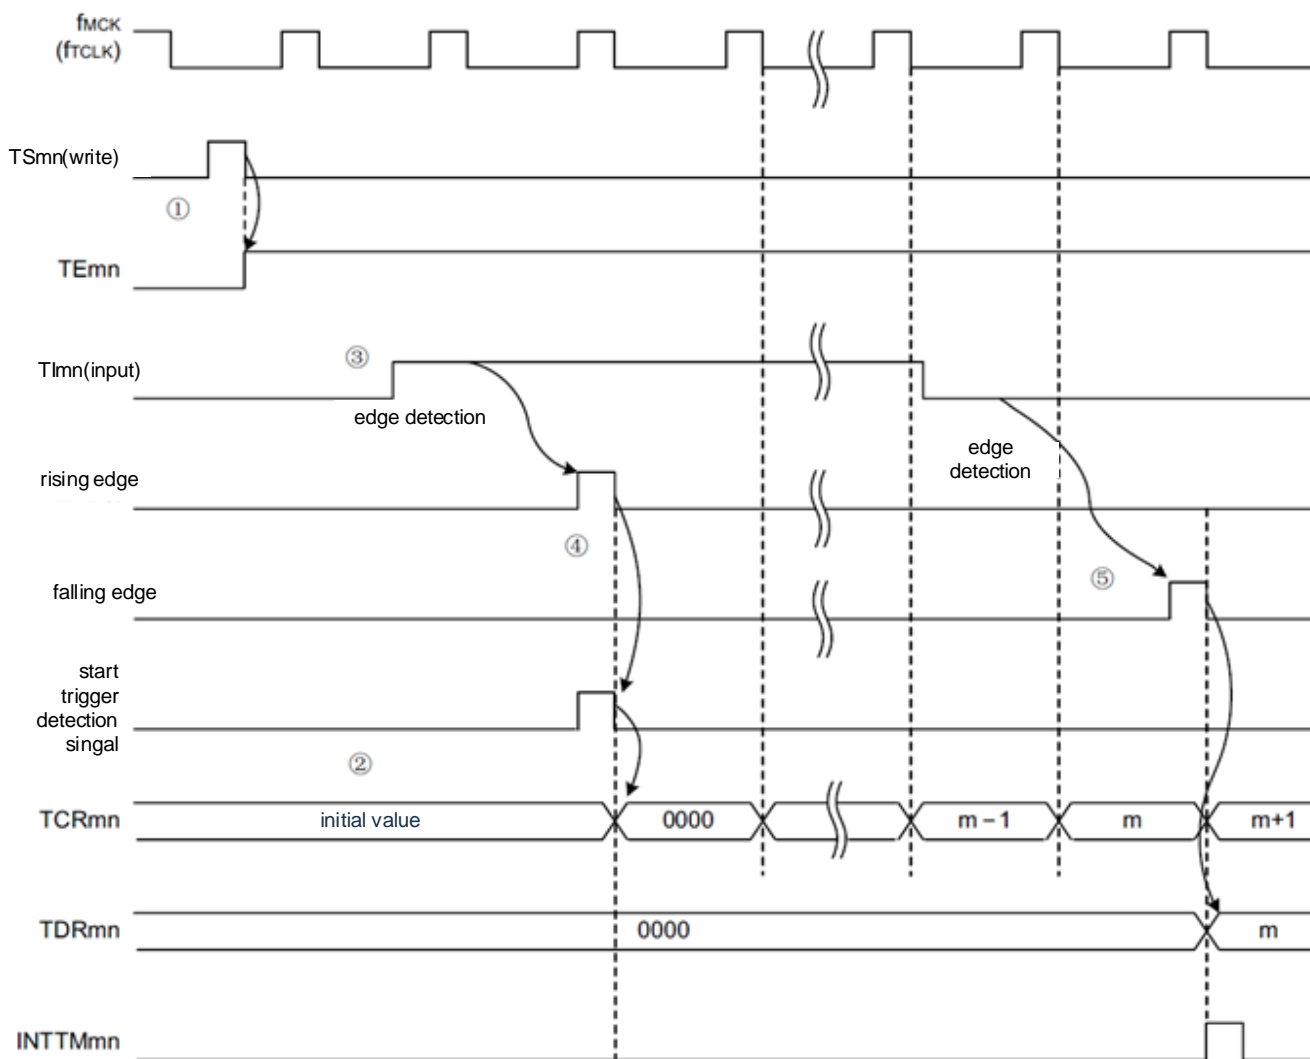 fMCK
(fTCLK)
TSmn(write)
①
TEmn
③
TImn(input)
edge detection
edge
detection
rising edge
④
⑤
falling edge
start
trigger
detection
singal
②
TCRmn
initial value
0000
m – 1
m
m+1
TDRmn
0000
m
INTTMmn